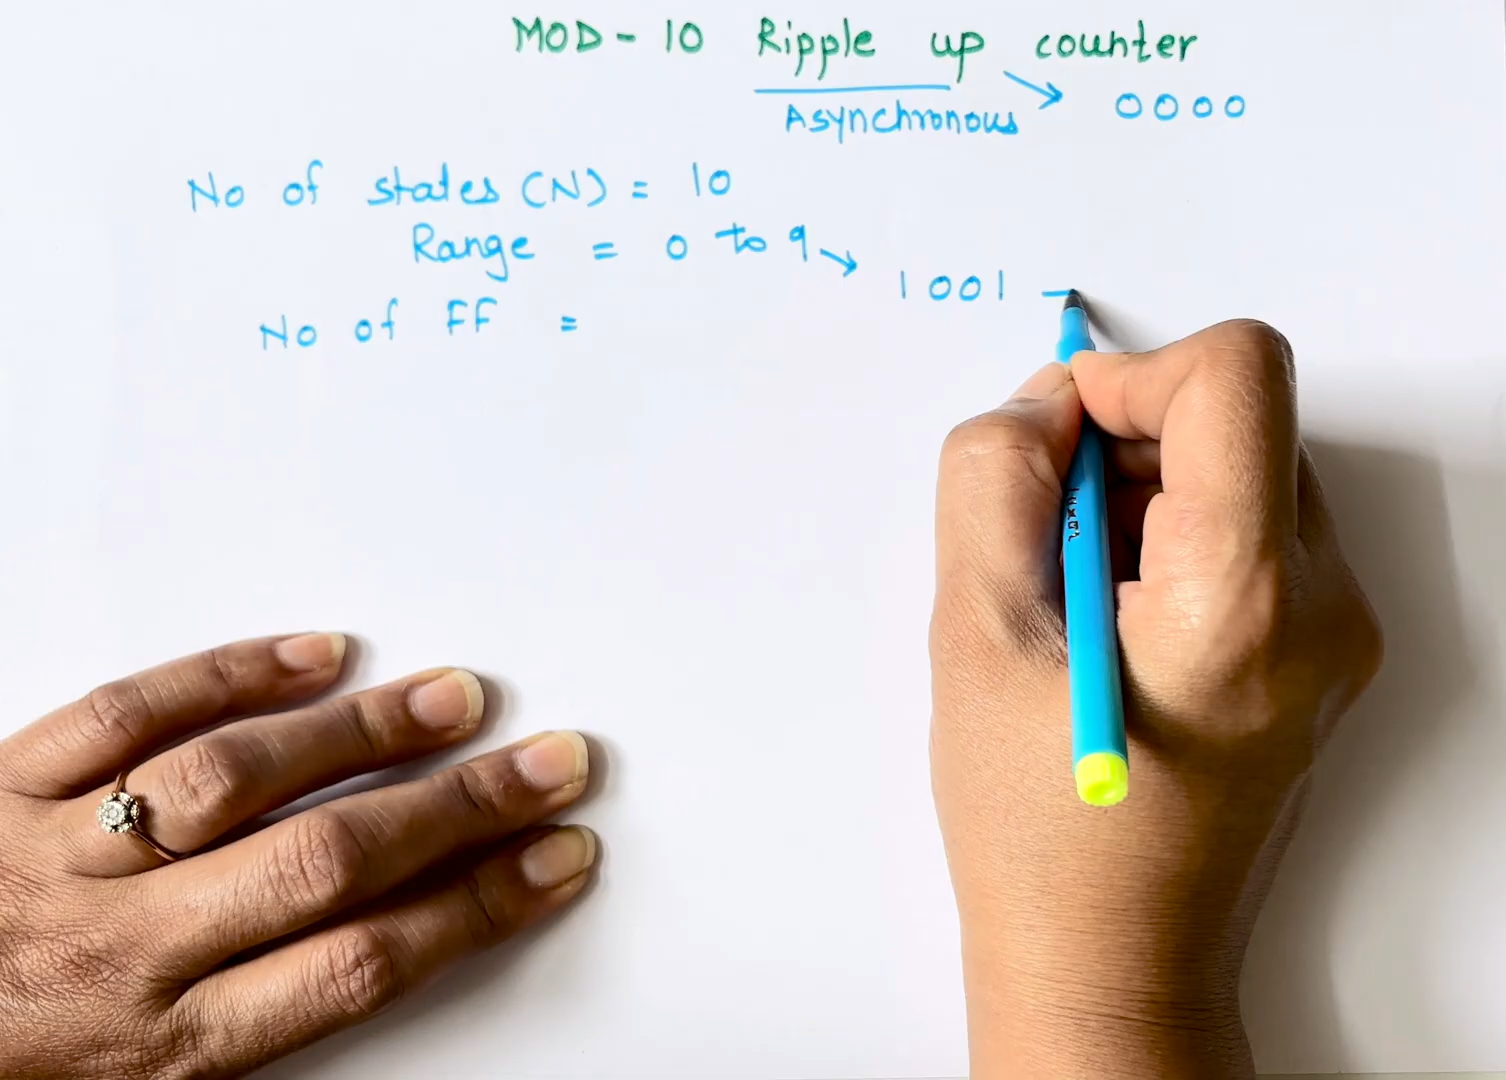 MOD - 10 Ripple up counter
Asynchronous → 0000
No of states (N) = 10
Range = 0 to 9 → 1001 -
No of FF =